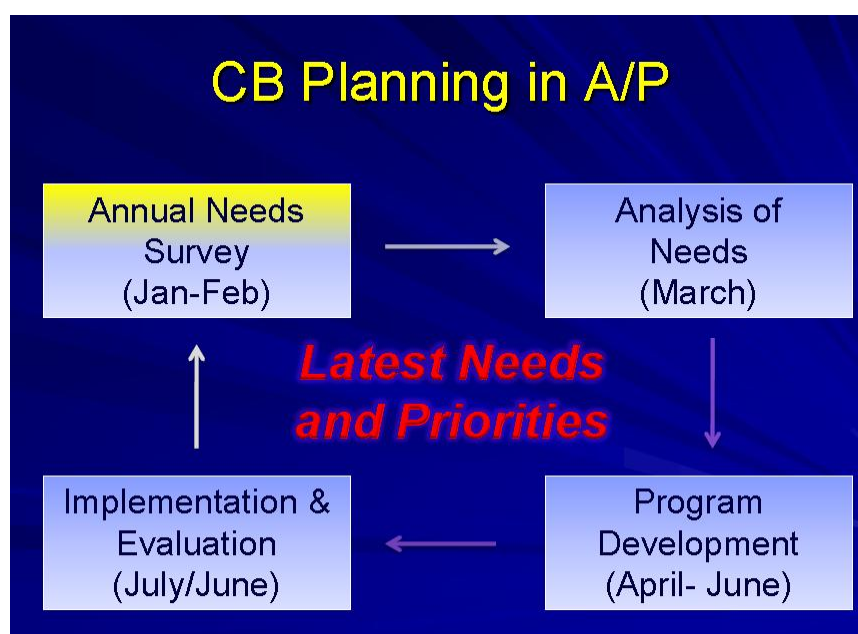 CB Planning in A/P
Annual Needs
Survey
(Jan-Feb)
Analysis of
Needs
(March)
Latest Needs
and Priorities
Implementation &
Evaluation
(July/June)
Program
Development
(April- June)